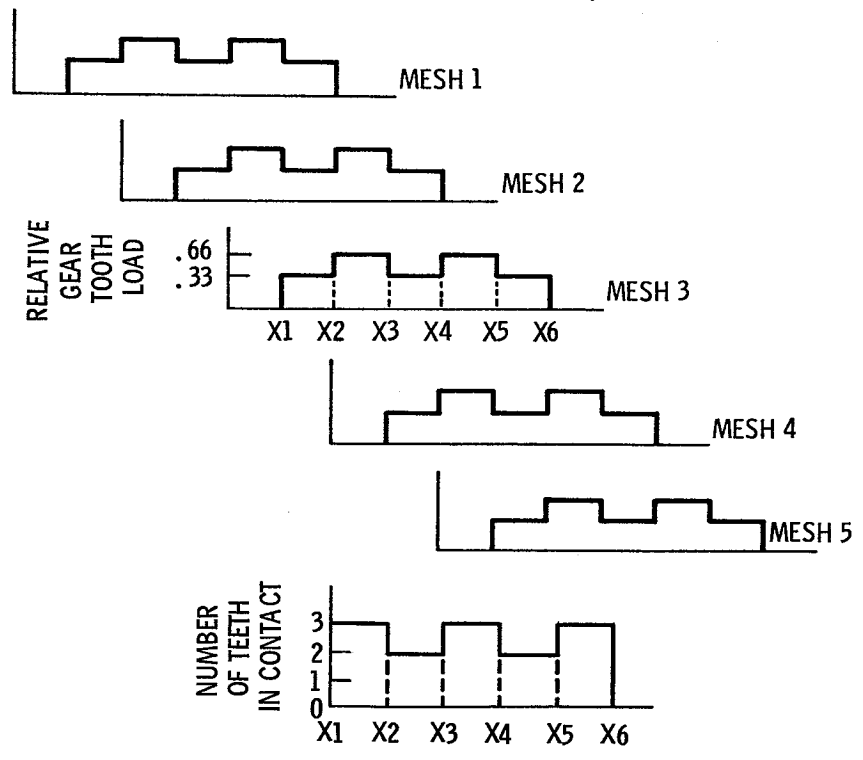 MESH 1
MESH 2
RELATIVE
GEAR
TOOTH
LOAD
.66
.33
MESH 3
X1 X2 X3 X4 X5 X6
MESH 4
MESH 5
NUMBER
OF TEETH
IN CONTACT
3
2
1
0
X1 X2 X3 X4 X5 X6